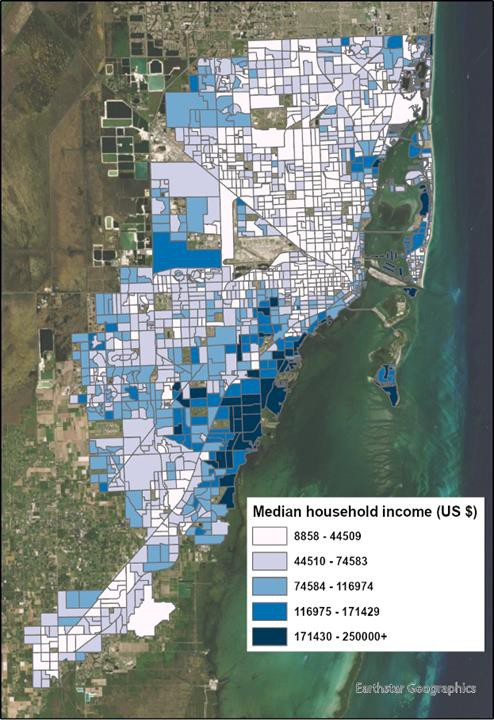 Median household income (US $)
8858 - 44509
44510 - 74583
74584 - 116974
116975 - 171429
171430 - 250000+
Earthstar Geographics